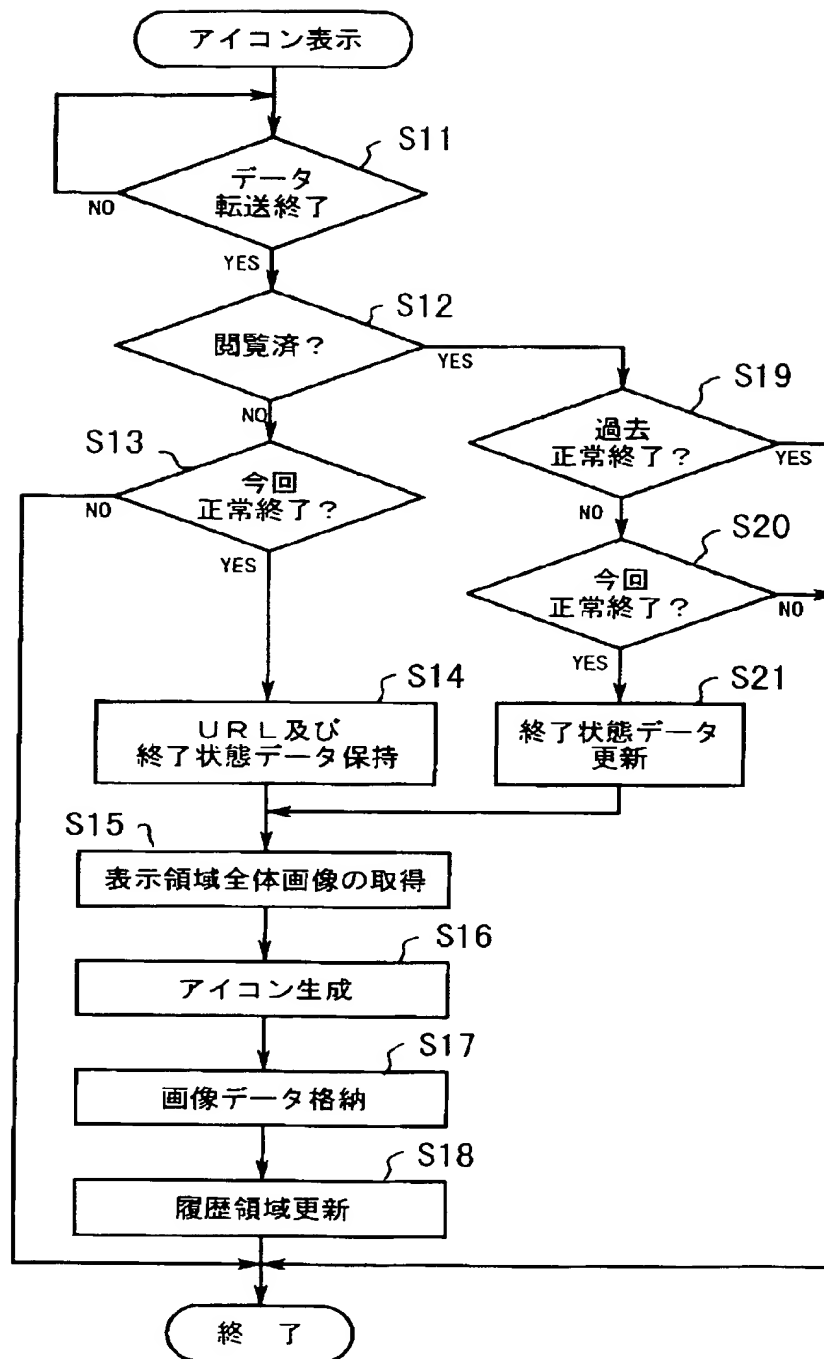 アイコン表示
S11
データ
転送終了
NO
YES
S12
閲覧済？
YES
NO
S19
過去
正常終了？
YES
NO
S13
今回
正常終了？
NO
YES
S20
今回
正常終了？
NO
YES
S14
ＵＲＬ及び
終了状態データ保持
S21
終了状態データ
更新
S15
表示領域全体画像の取得
S16
アイコン生成
S17
画像データ格納
S18
履歴領域更新
終 了